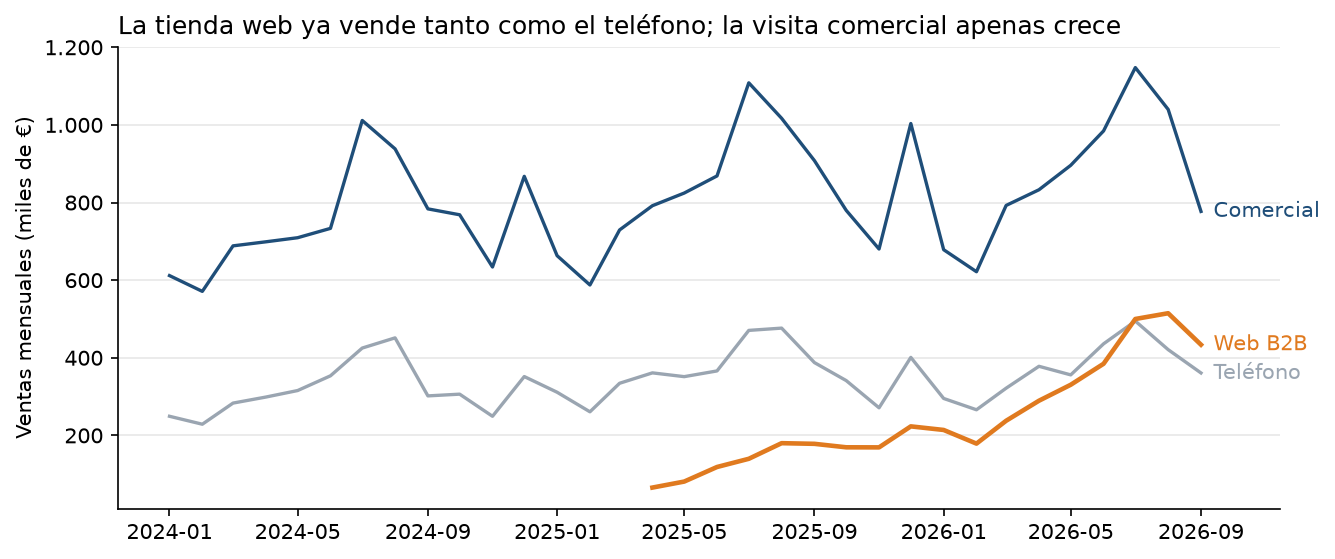 La tienda web ya vende tanto como el teléfono; la visita comercial apenas crece
Ventas mensuales (miles de €)
1.200
1.000
800
600
400
200
Comercial
Web B2B
Teléfono
2024-01 2024-05 2024-09 2025-01 2025-05 2025-09 2026-01 2026-05 2026-09